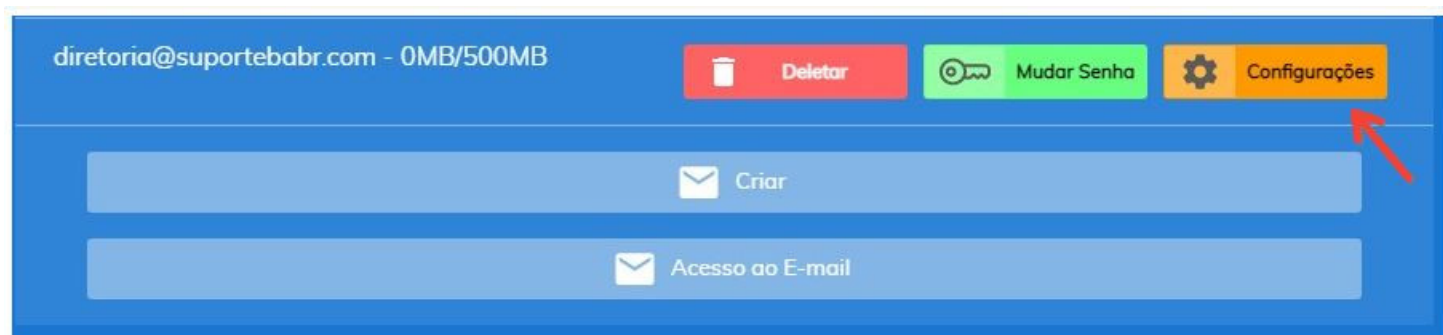 diretoria@suportebabr.com - 0MB/500MB
Deletar
Mudar Senha
Configurações
Criar
Acesso ao E-mail